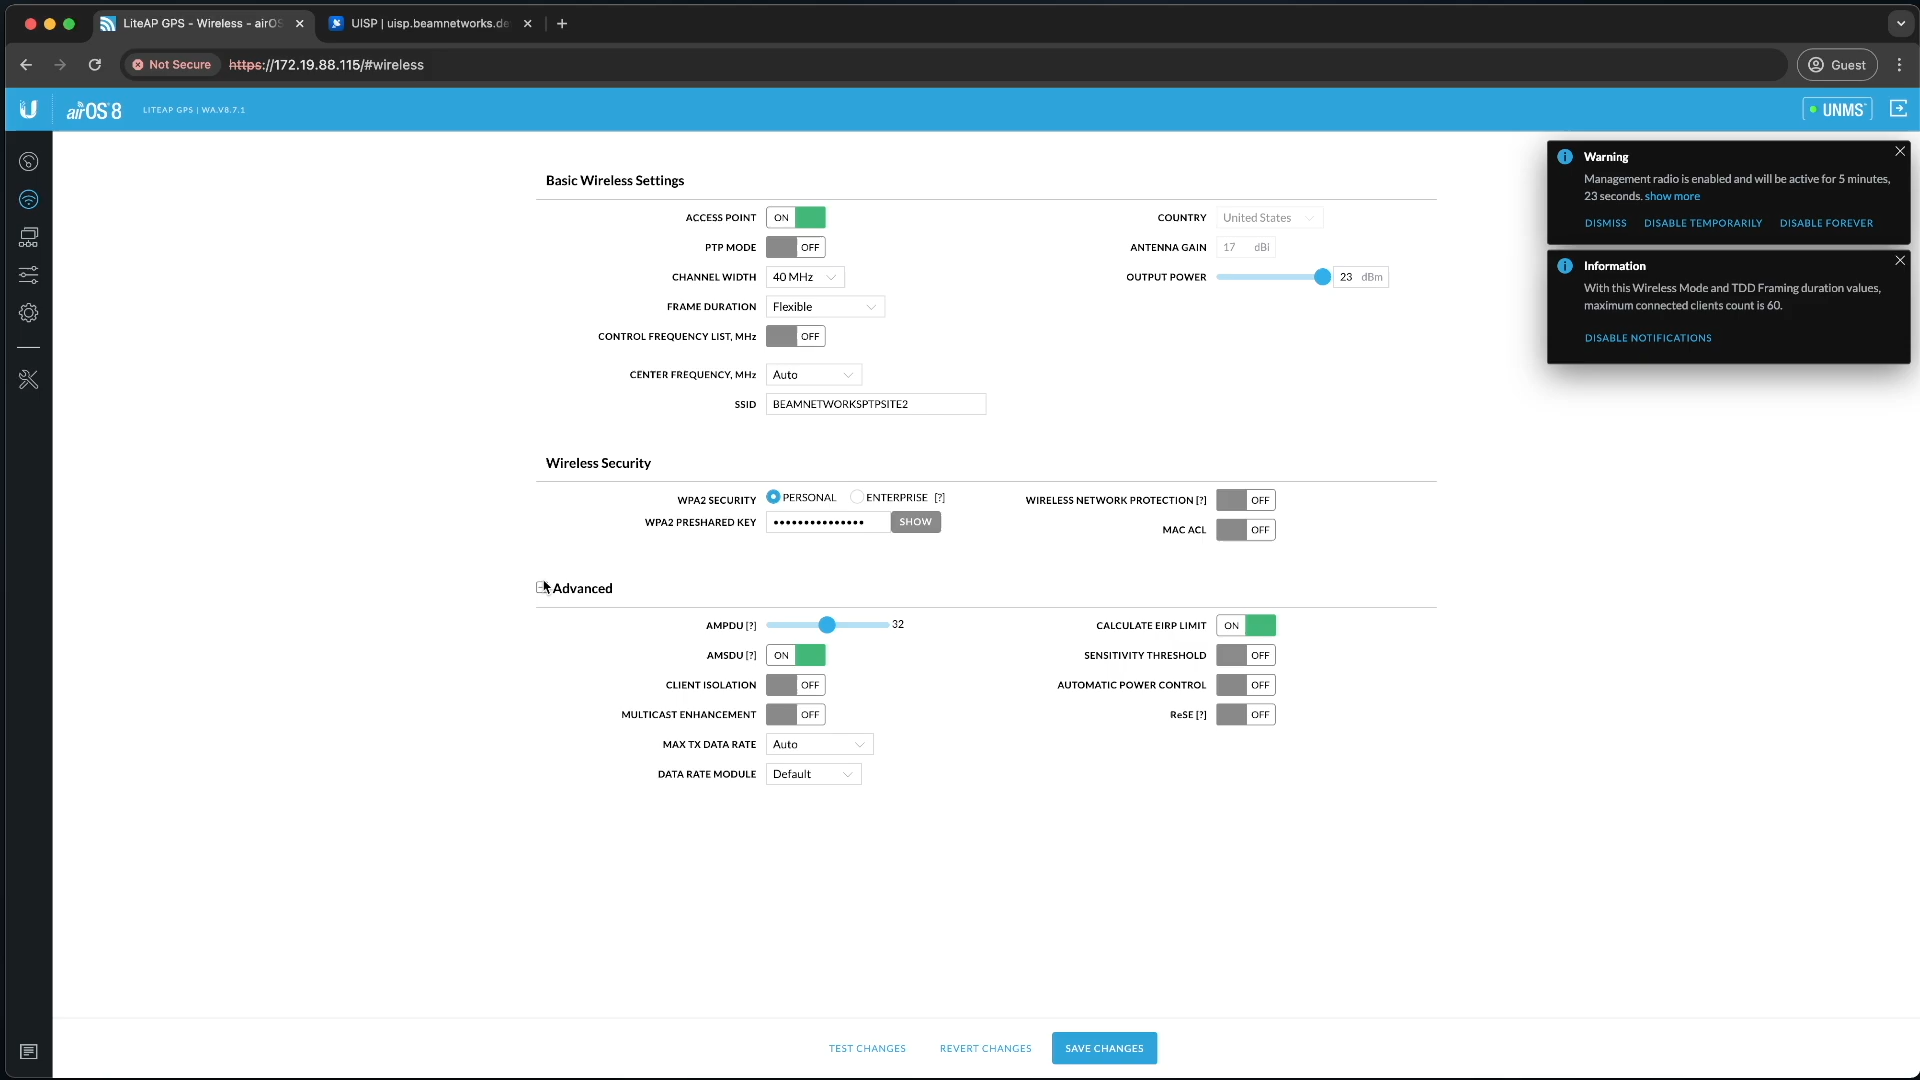 LiteAP GPS - Wireless - airOS
UISP | uisp.beamnetworks.de
Not Secure
https://172.19.88.115/#wireless
Guest
airOS 8
LITEAP GPS | WA.V8.7.1
UNMS
Warning
Management radio is enabled and will be active for 5 minutes,
23 seconds. show more
DISMISS DISABLE TEMPORARILY DISABLE FOREVER
Information
With this Wireless Mode and TDD Framing duration values,
maximum connected clients count is 60.
DISABLE NOTIFICATIONS
Basic Wireless Settings
ACCESS POINT ON
PTP MODE OFF
CHANNEL WIDTH 40 MHz
FRAME DURATION Flexible
CONTROL FREQUENCY LIST, MHz OFF
CENTER FREQUENCY, MHz Auto
SSID BEAMNETWORKSPTPSITE2
COUNTRY United States
ANTENNA GAIN 17 dBi
OUTPUT POWER 23 dBm
Wireless Security
WPA2 SECURITY PERSONAL ENTERPRISE [?]
WPA2 PRESHARED KEY ••••••••••••••• SHOW
WIRELESS NETWORK PROTECTION [?] OFF
MAC ACL OFF
Advanced
AMPDU [?] 32
AMSDU [?] ON
CLIENT ISOLATION OFF
MULTICAST ENHANCEMENT OFF
MAX TX DATA RATE Auto
DATA RATE MODULE Default
CALCULATE EIRP LIMIT ON
SENSITIVITY THRESHOLD OFF
AUTOMATIC POWER CONTROL OFF
ReSE [?] OFF
TEST CHANGES REVERT CHANGES SAVE CHANGES